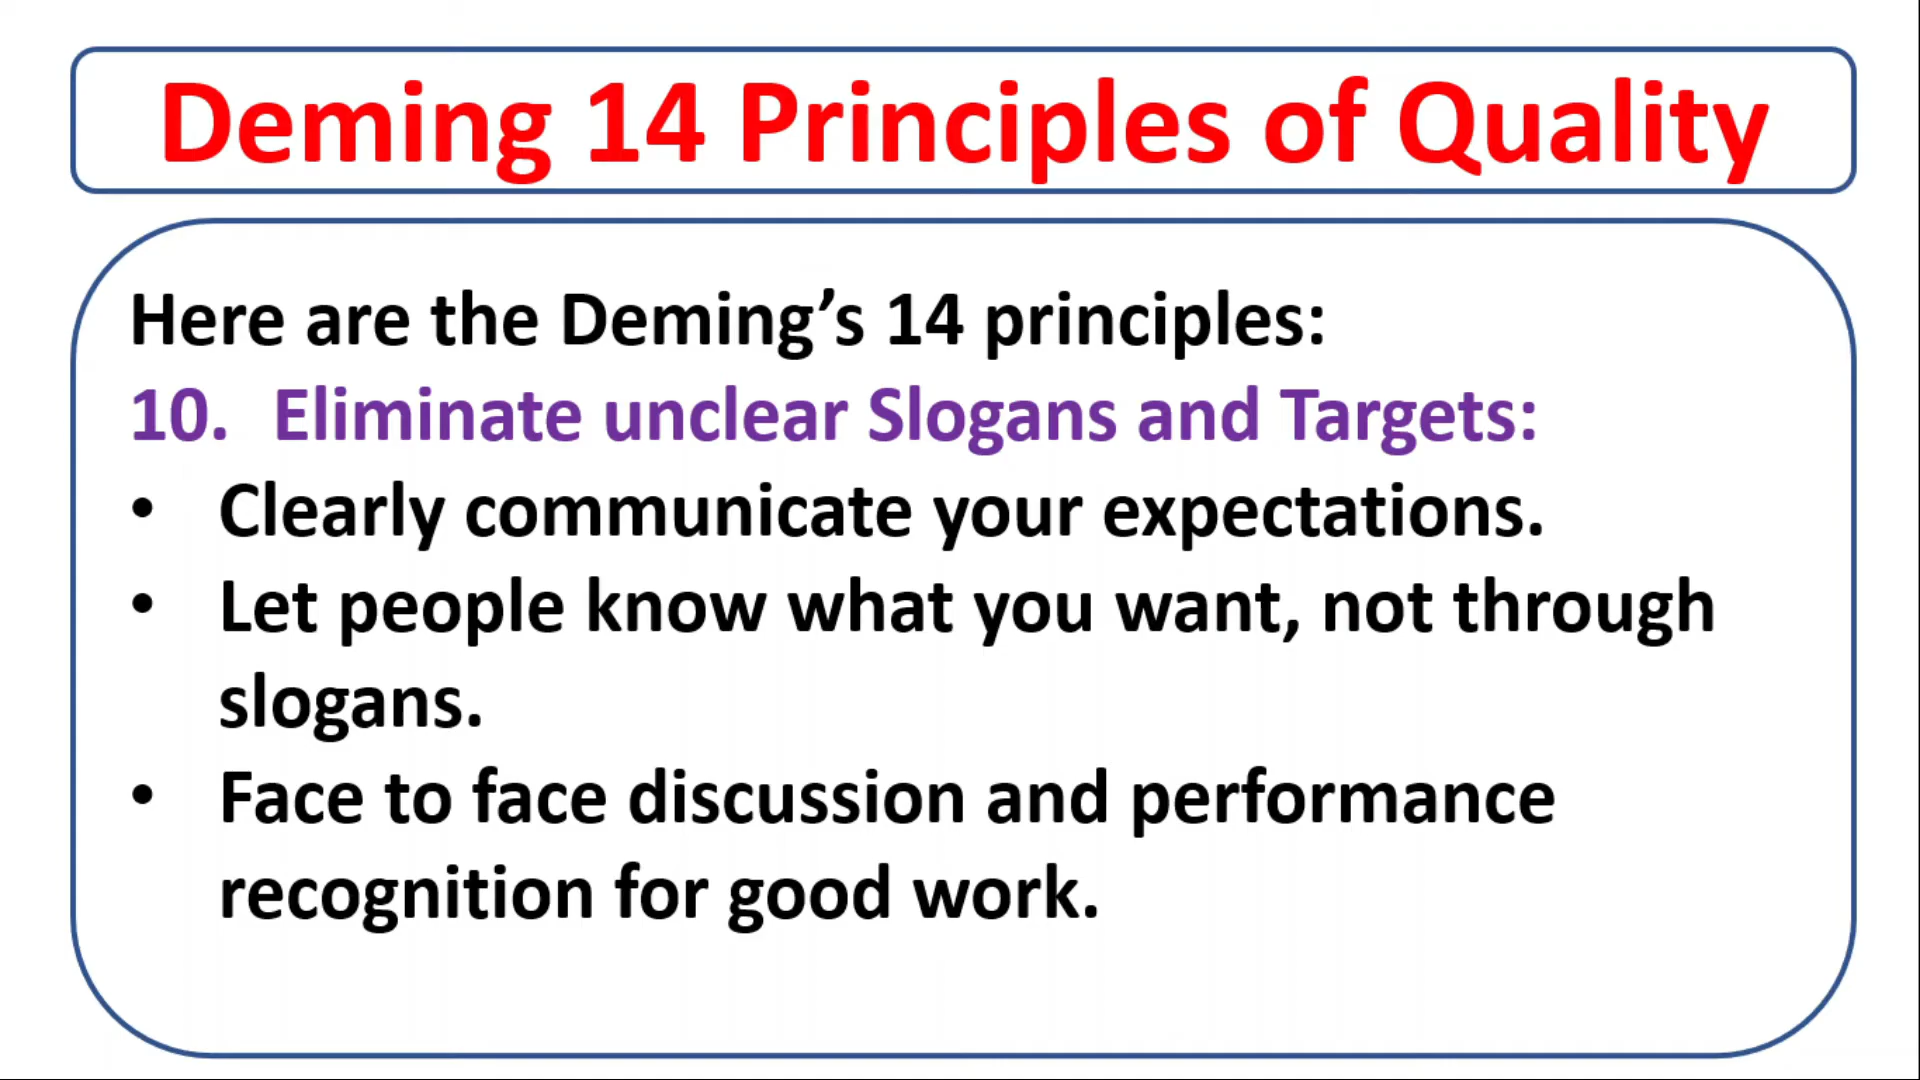 Deming 14 Principles of Quality
Here are the Deming’s 14 principles:
10. Eliminate unclear Slogans and Targets:
• Clearly communicate your expectations.
• Let people know what you want, not through
slogans.
• Face to face discussion and performance
recognition for good work.